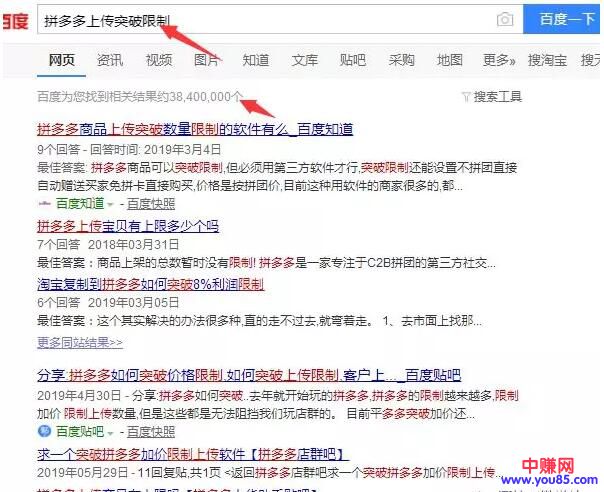 百度 拼多多上传突破限制 百度一下
网页 资讯 视频 图片 知道 文库 贴吧 采购 地图 更多» 搜淘宝 搜天
百度为您找到相关结果约38,400,000个 搜索工具
拼多多商品上传突破数量限制的软件有么_百度知道
9个回答 - 回答时间: 2019年3月4日
最佳答案: 拼多多商品可以突破限制,但必须用第三方软件才行,突破限制还能设置不拼团直接
自动赠送买家免拼卡直接购买,价格是按拼团价,目前这种用软件的商家很多的,都...
百度知道 - 百度快照
拼多多上传宝贝有上限多少个吗
7个回答 2018年03月31日
最佳答案：商品上架的总数暂时没有限制! 拼多多是一家专注于C2B拼团的第三方社交...
淘宝复制到拼多多如何突破8%利润限制
6个回答 2019年03月05日
最佳答案：这个其实解决的办法很多种,直的走不过去,就弯着走。 1、去市面上找那...
更多同站结果>>
分享:拼多多如何突破价格限制,如何突破上传限制,客户上..._百度贴吧
2019年4月30日 - 分享:拼多多如何突破..去年就开始玩的拼多多,拼多多的限制越来越多,限制
加价 限制上传数量,但是这些都是无法阻挡我们玩店群的。 目前平多多突破加价还...
百度贴吧 - 百度快照
求一个突破拼多多加价限制上传软件【拼多多店群吧】
2019年05月29日 - 11回复贴,共1页 <返回拼多多店群吧求一个突破拼多多加价限制上传...
中赚网
www.you85.com